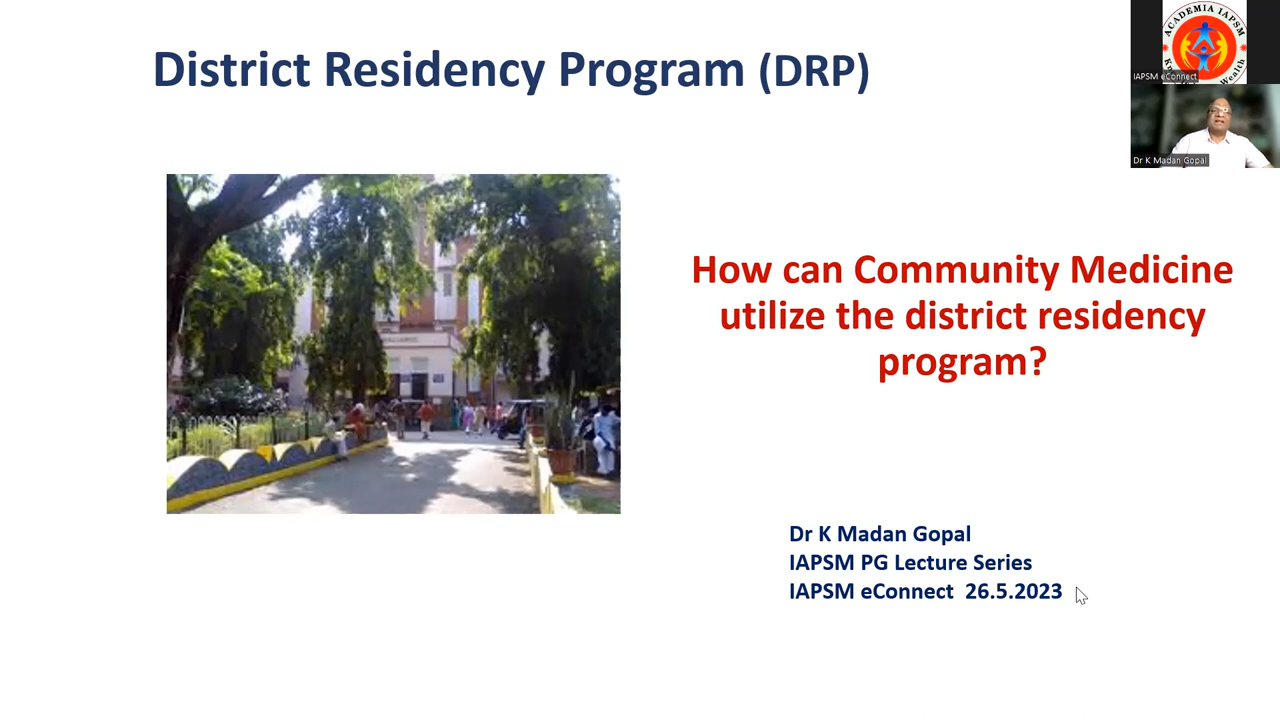 District Residency Program (DRP)
ACADEMIA IAPSM
IAPSM eConnect
Wealth
Dr K Madan Gopal
How can Community Medicine
utilize the district residency
program?
Dr K Madan Gopal
IAPSM PG Lecture Series
IAPSM eConnect 26.5.2023